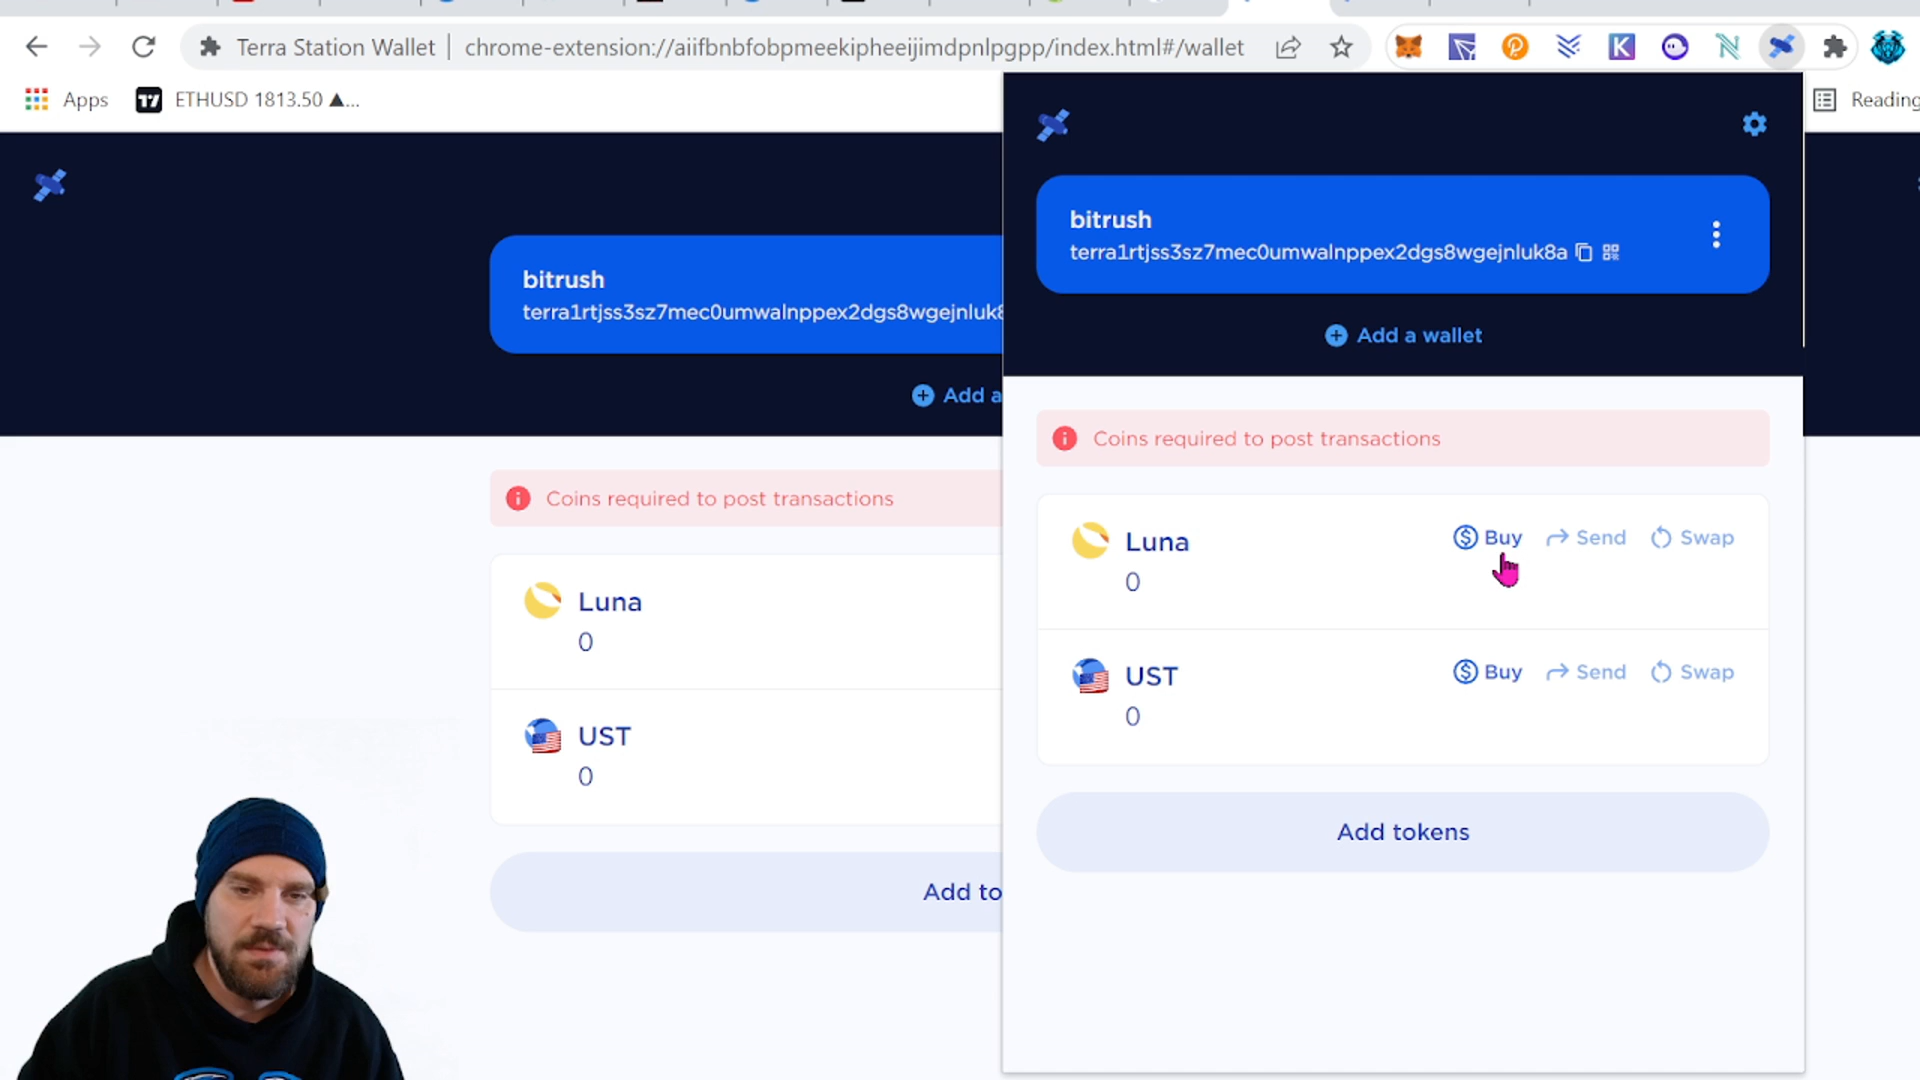 Terra Station Wallet | chrome-extension://aiifbnbfobpmeekipheeijimdpnlpgpp/index.html#/wallet
Apps
ETHUSD 1813.50 ▲...
Reading
bitrush
terra1rtjss3sz7mec0umwalnppex2dgs8wgejnluk8
Add a
Coins required to post transactions
Luna
0
UST
0
Add to
bitrush
terra1rtjss3sz7mec0umwalnppex2dgs8wgejnluk8a
Add a wallet
Coins required to post transactions
Luna
0
Buy Send Swap
UST
0
Buy Send Swap
Add tokens